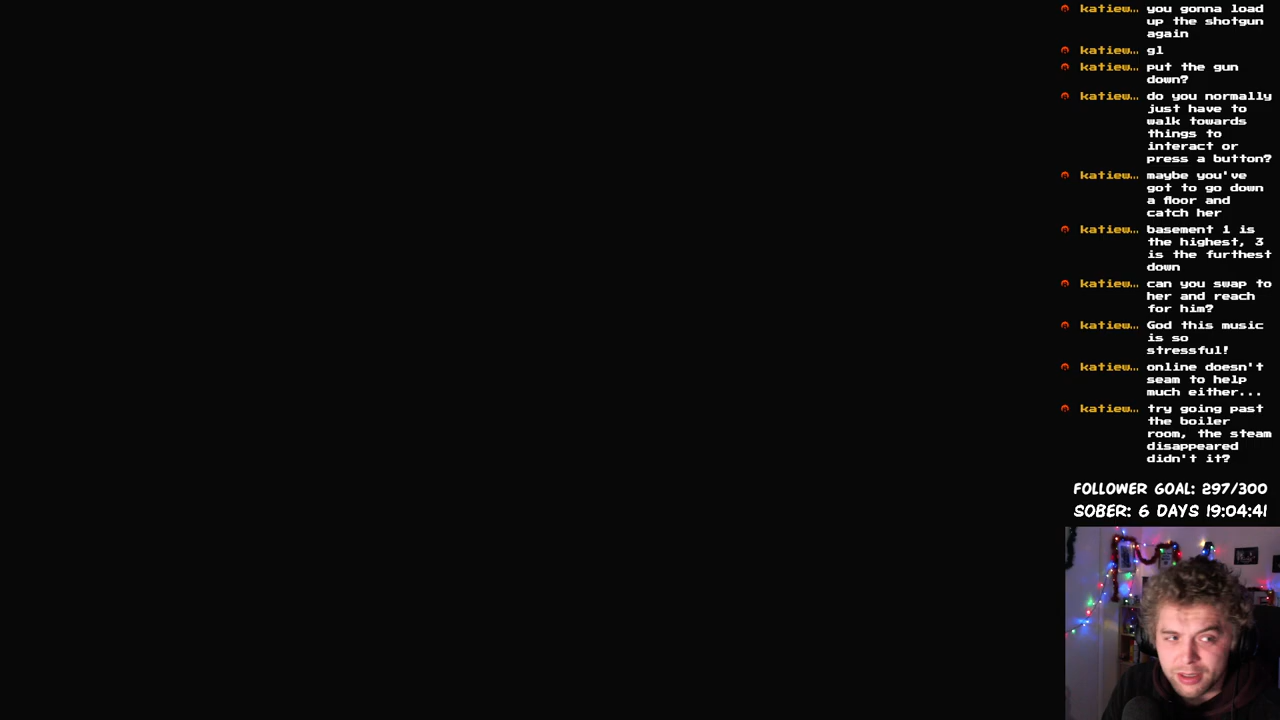 katiew... you gonna load
up the shotgun
again
katiew... gl
katiew... put the gun
down?
katiew... do you normally
just have to
walk towards
things to
interact or
press a button?
katiew... maybe you've
got to go down
a floor and
catch her
katiew... basement 1 is
the highest, 3
is the furthest
down
katiew... can you swap to
her and reach
for him?
katiew... God this music
is so
stressful!
katiew... online doesn't
seam to help
much either...
katiew... try going past
the boiler
room, the steam
disappeared
didn't it?
FOLLOWER GOAL: 297/300
SOBER: 6 DAYS 19:04:41